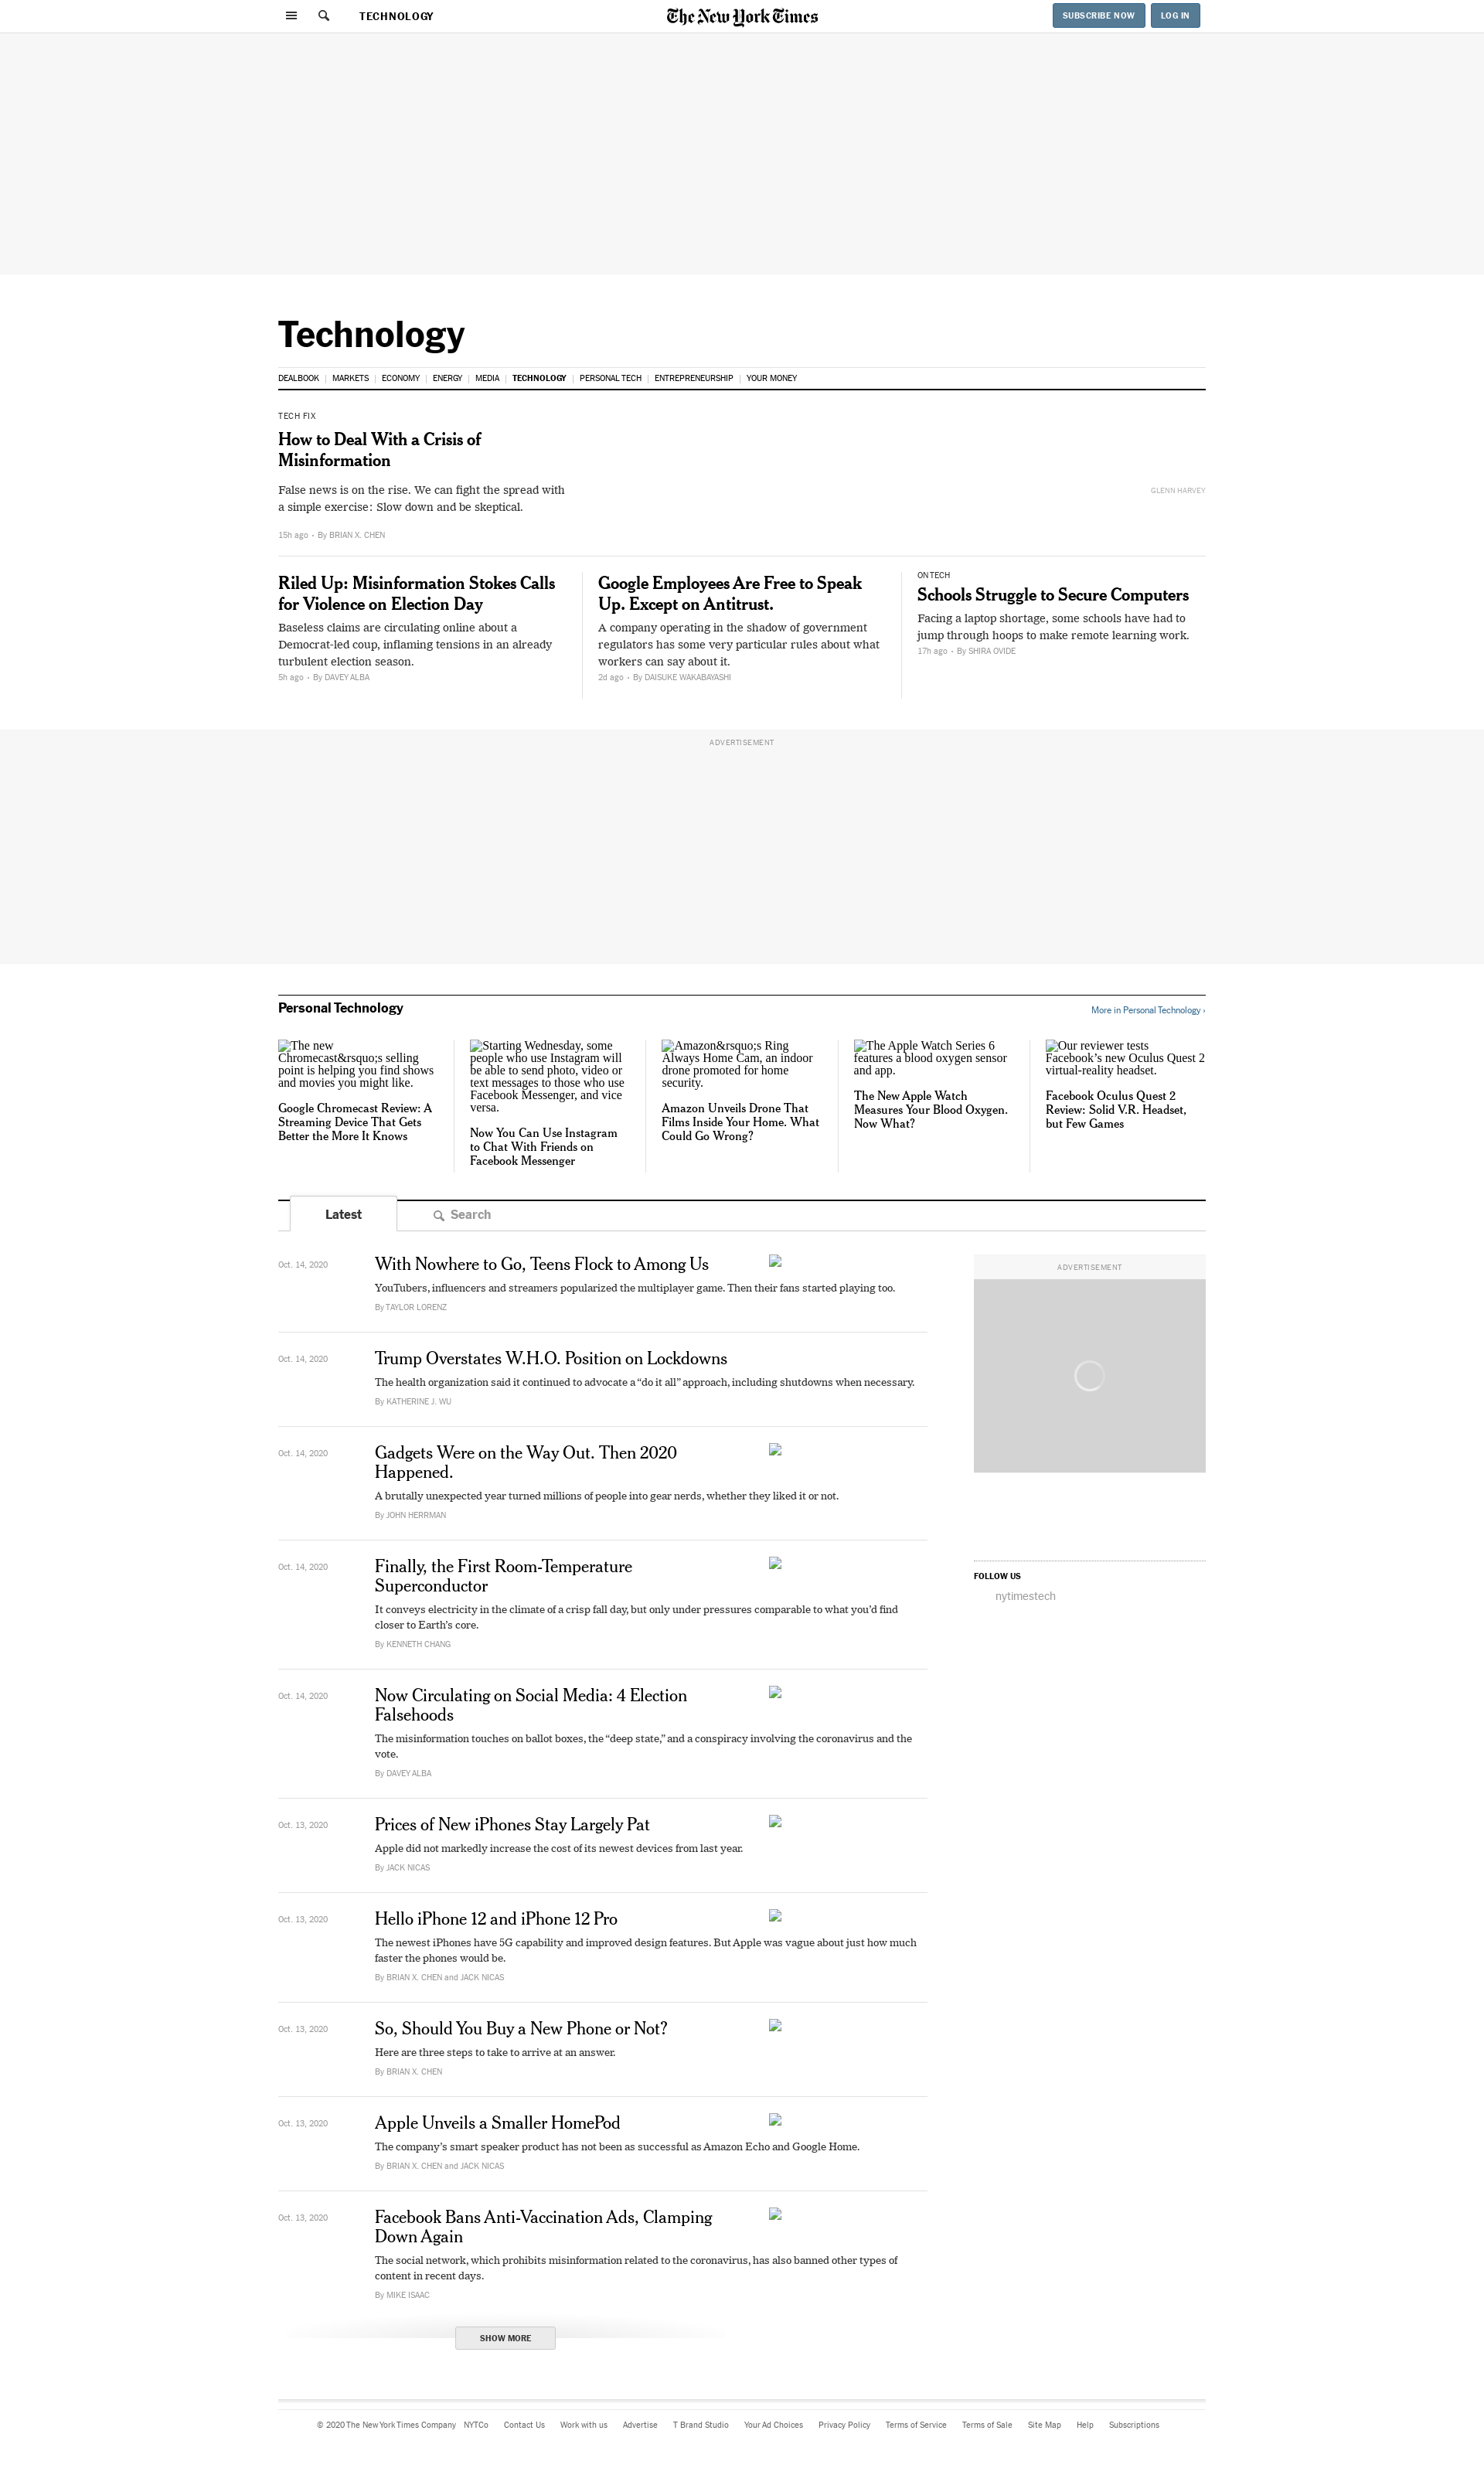 TECHNOLOGY
The New York Times
SUBSCRIBE NOW
LOG IN
Technology
DEALBOOK | MARKETS | ECONOMY | ENERGY | MEDIA | TECHNOLOGY | PERSONAL TECH | ENTREPRENEURSHIP | YOUR MONEY
TECH FIX
How to Deal With a Crisis of
Misinformation
False news is on the rise. We can fight the spread with
a simple exercise: Slow down and be skeptical.
GLENN HARVEY
15h ago • By BRIAN X. CHEN
Riled Up: Misinformation Stokes Calls
for Violence on Election Day
Baseless claims are circulating online about a
Democrat-led coup, inflaming tensions in an already
turbulent election season.
5h ago • By DAVEY ALBA
Google Employees Are Free to Speak
Up. Except on Antitrust.
A company operating in the shadow of government
regulators has some very particular rules about what
workers can say about it.
2d ago • By DAISUKE WAKABAYASHI
ON TECH
Schools Struggle to Secure Computers
Facing a laptop shortage, some schools have had to
jump through hoops to make remote learning work.
17h ago • By SHIRA OVIDE
ADVERTISEMENT
Personal Technology
More in Personal Technology ›
The new
Chromecast&rsquo;s selling
point is helping you find shows
and movies you might like.
Google Chromecast Review: A
Streaming Device That Gets
Better the More It Knows
Starting Wednesday, some
people who use Instagram will
be able to send photo, video or
text messages to those who use
Facebook Messenger, and vice
versa.
Now You Can Use Instagram
to Chat With Friends on
Facebook Messenger
Amazon&rsquo;s Ring
Always Home Cam, an indoor
drone promoted for home
security.
Amazon Unveils Drone That
Films Inside Your Home. What
Could Go Wrong?
The Apple Watch Series 6
features a blood oxygen sensor
and app.
The New Apple Watch
Measures Your Blood Oxygen.
Now What?
Our reviewer tests
Facebook’s new Oculus Quest 2
virtual-reality headset.
Facebook Oculus Quest 2
Review: Solid V.R. Headset,
but Few Games
Latest
Search
Oct. 14, 2020
With Nowhere to Go, Teens Flock to Among Us
YouTubers, influencers and streamers popularized the multiplayer game. Then their fans started playing too.
By TAYLOR LORENZ
Oct. 14, 2020
Trump Overstates W.H.O. Position on Lockdowns
The health organization said it continued to advocate a “do it all” approach, including shutdowns when necessary.
By KATHERINE J. WU
Oct. 14, 2020
Gadgets Were on the Way Out. Then 2020
Happened.
A brutally unexpected year turned millions of people into gear nerds, whether they liked it or not.
By JOHN HERRMAN
Oct. 14, 2020
Finally, the First Room-Temperature
Superconductor
It conveys electricity in the climate of a crisp fall day, but only under pressures comparable to what you’d find
closer to Earth’s core.
By KENNETH CHANG
Oct. 14, 2020
Now Circulating on Social Media: 4 Election
Falsehoods
The misinformation touches on ballot boxes, the “deep state,” and a conspiracy involving the coronavirus and the
vote.
By DAVEY ALBA
Oct. 13, 2020
Prices of New iPhones Stay Largely Pat
Apple did not markedly increase the cost of its newest devices from last year.
By JACK NICAS
Oct. 13, 2020
Hello iPhone 12 and iPhone 12 Pro
The newest iPhones have 5G capability and improved design features. But Apple was vague about just how much
faster the phones would be.
By BRIAN X. CHEN and JACK NICAS
Oct. 13, 2020
So, Should You Buy a New Phone or Not?
Here are three steps to take to arrive at an answer.
By BRIAN X. CHEN
Oct. 13, 2020
Apple Unveils a Smaller HomePod
The company’s smart speaker product has not been as successful as Amazon Echo and Google Home.
By BRIAN X. CHEN and JACK NICAS
Oct. 13, 2020
Facebook Bans Anti-Vaccination Ads, Clamping
Down Again
The social network, which prohibits misinformation related to the coronavirus, has also banned other types of
content in recent days.
By MIKE ISAAC
SHOW MORE
ADVERTISEMENT
FOLLOW US
nytimestech
© 2020 The New York Times Company NYTCo Contact Us Work with us Advertise T Brand Studio Your Ad Choices Privacy Policy Terms of Service Terms of Sale Site Map Help Subscriptions